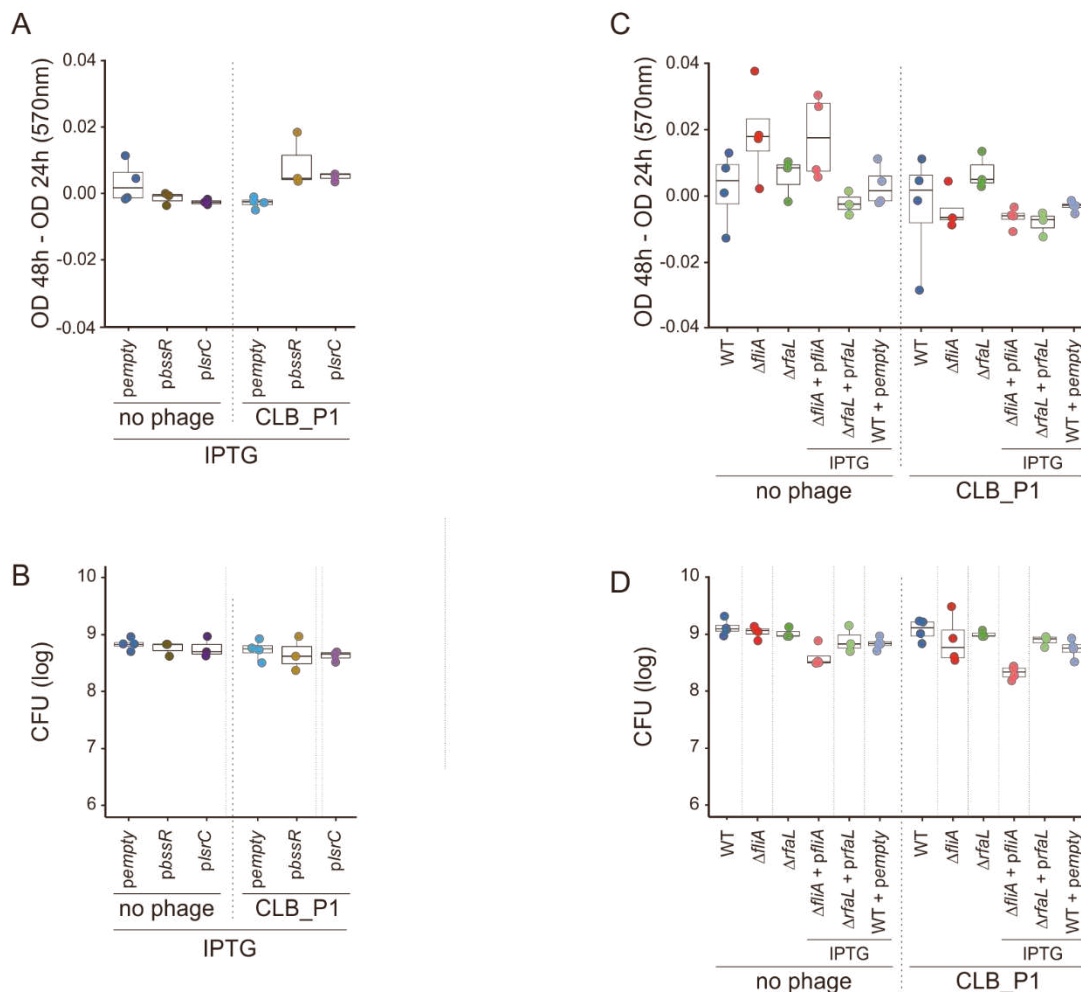 A
OD 48h - OD 24h (570nm)
0.04
0.02
0.00
-0.02
-0.04
pempty
pbssR
plsrC
pempty
pbssR
plsrC
no phage
CLB_P1
IPTG
B
CFU (log)
10
9
8
7
6
pempty
pbssR
plsrC
pempty
pbssR
plsrC
no phage
CLB_P1
IPTG
C
OD 48h - OD 24h (570nm)
0.04
0.02
0.00
-0.02
-0.04
WT
ΔfliA
ΔrfaL
ΔfliA + pfliA
ΔrfaL + prfaL
WT + pempty
WT
ΔfliA
ΔrfaL
ΔfliA + pfliA
ΔrfaL + prfaL
WT + pempty
IPTG
IPTG
no phage
CLB_P1
D
CFU (log)
10
9
8
7
6
WT
ΔfliA
ΔrfaL
ΔfliA + pfliA
ΔrfaL + prfaL
WT + pempty
WT
ΔfliA
ΔrfaL
ΔfliA + pfliA
ΔrfaL + prfaL
WT + pempty
IPTG
IPTG
no phage
CLB_P1